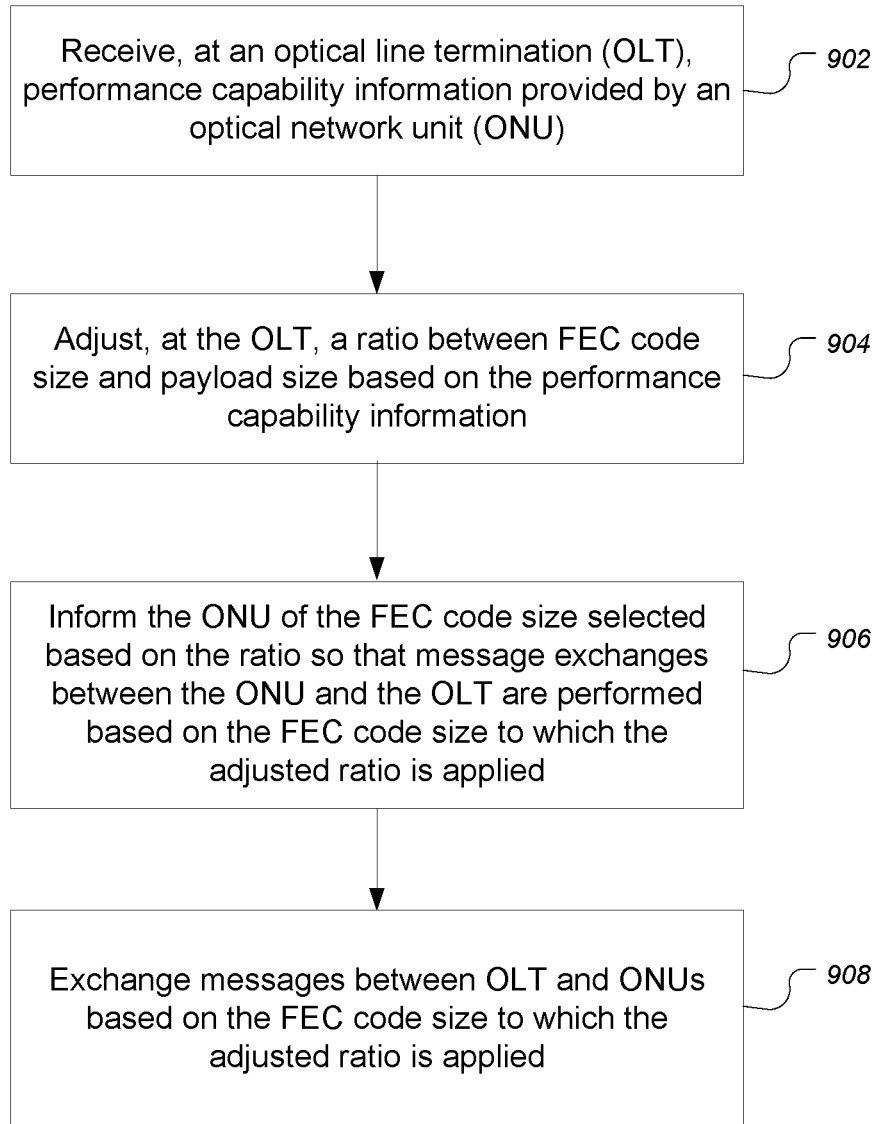 Receive, at an optical line termination (OLT),
performance capability information provided by an
optical network unit (ONU)
902
Adjust, at the OLT, a ratio between FEC code
size and payload size based on the performance
capability information
904
Inform the ONU of the FEC code size selected
based on the ratio so that message exchanges
between the ONU and the OLT are performed
based on the FEC code size to which the
adjusted ratio is applied
906
Exchange messages between OLT and ONUs
based on the FEC code size to which the
adjusted ratio is applied
908